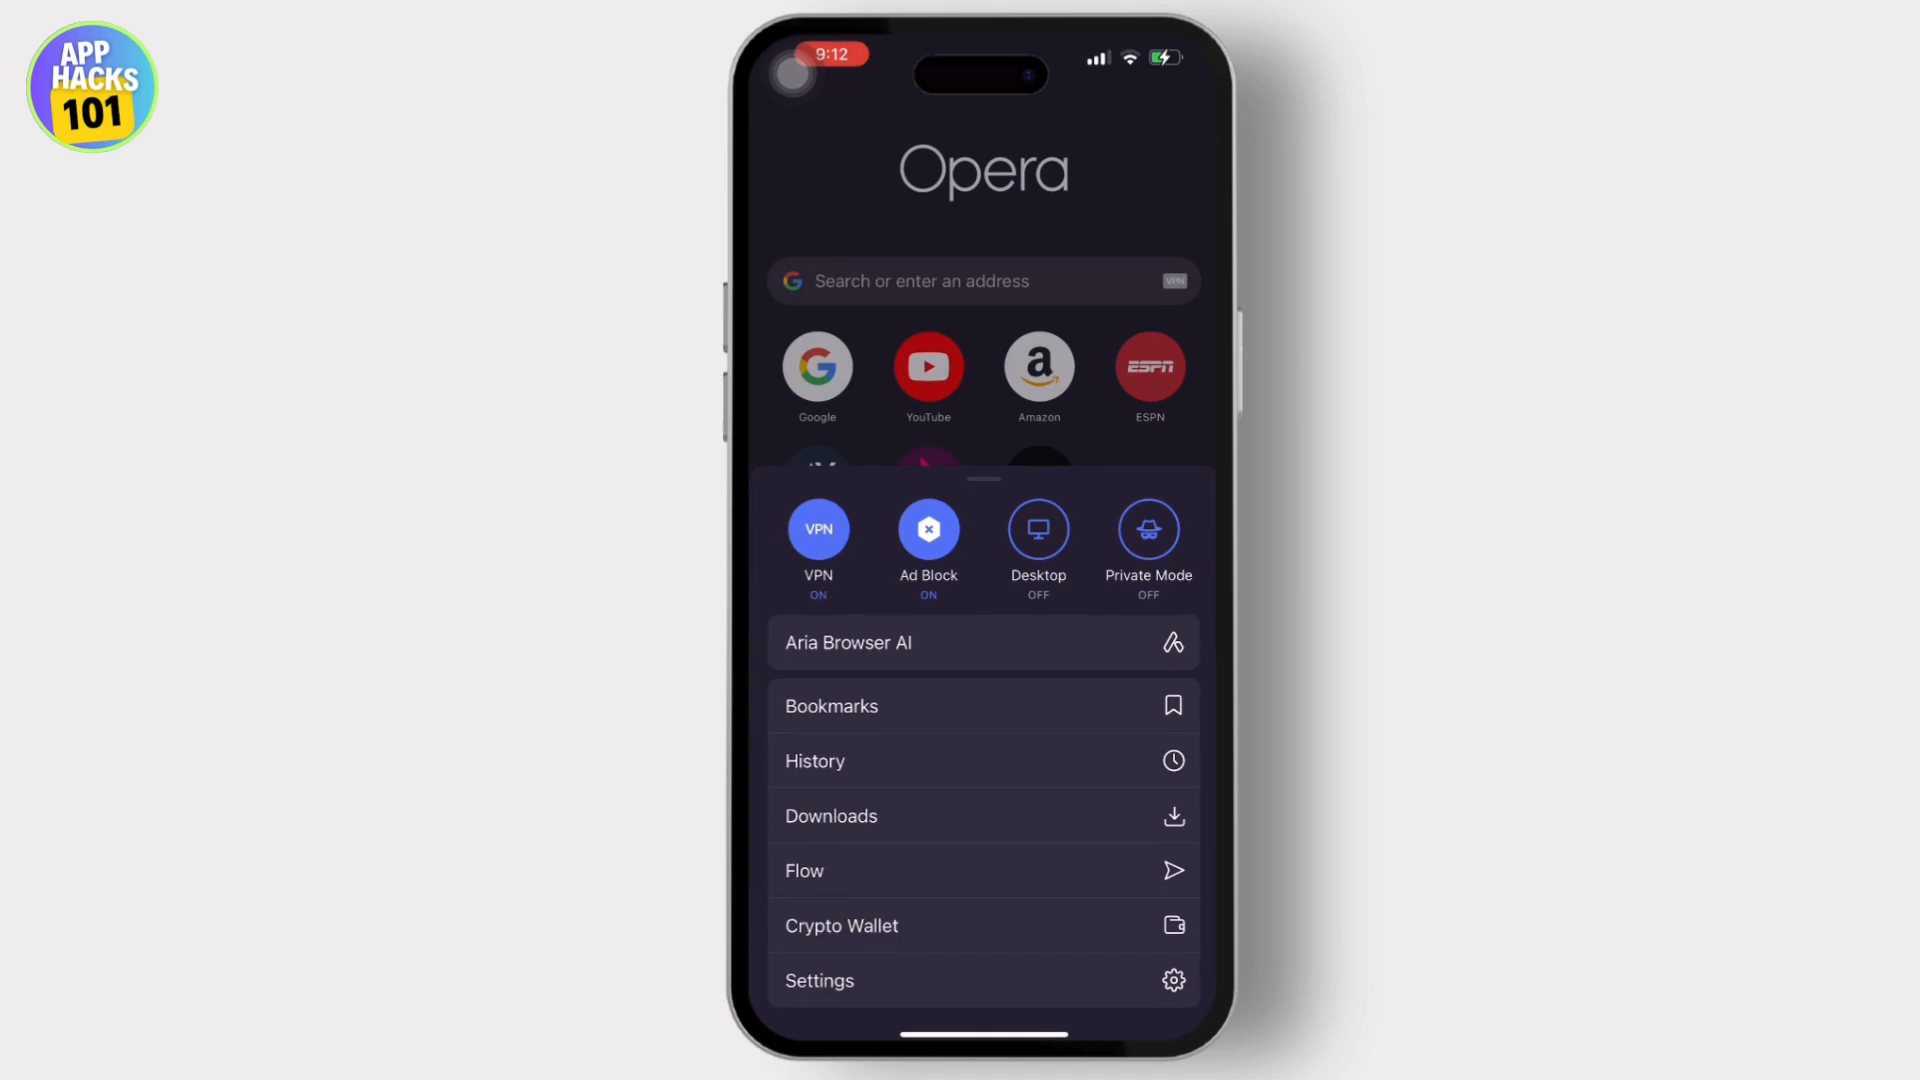 APP
HACKS
101
9:12
Opera
Search or enter an address
VPN
a
ESPN
Google
YouTube
Amazon
ESPN
VPN
VPN
Ad Block
Desktop
Private Mode
ON
ON
OFF
OFF
Aria Browser AI
Bookmarks
History
Downloads
Flow
Crypto Wallet
Settings